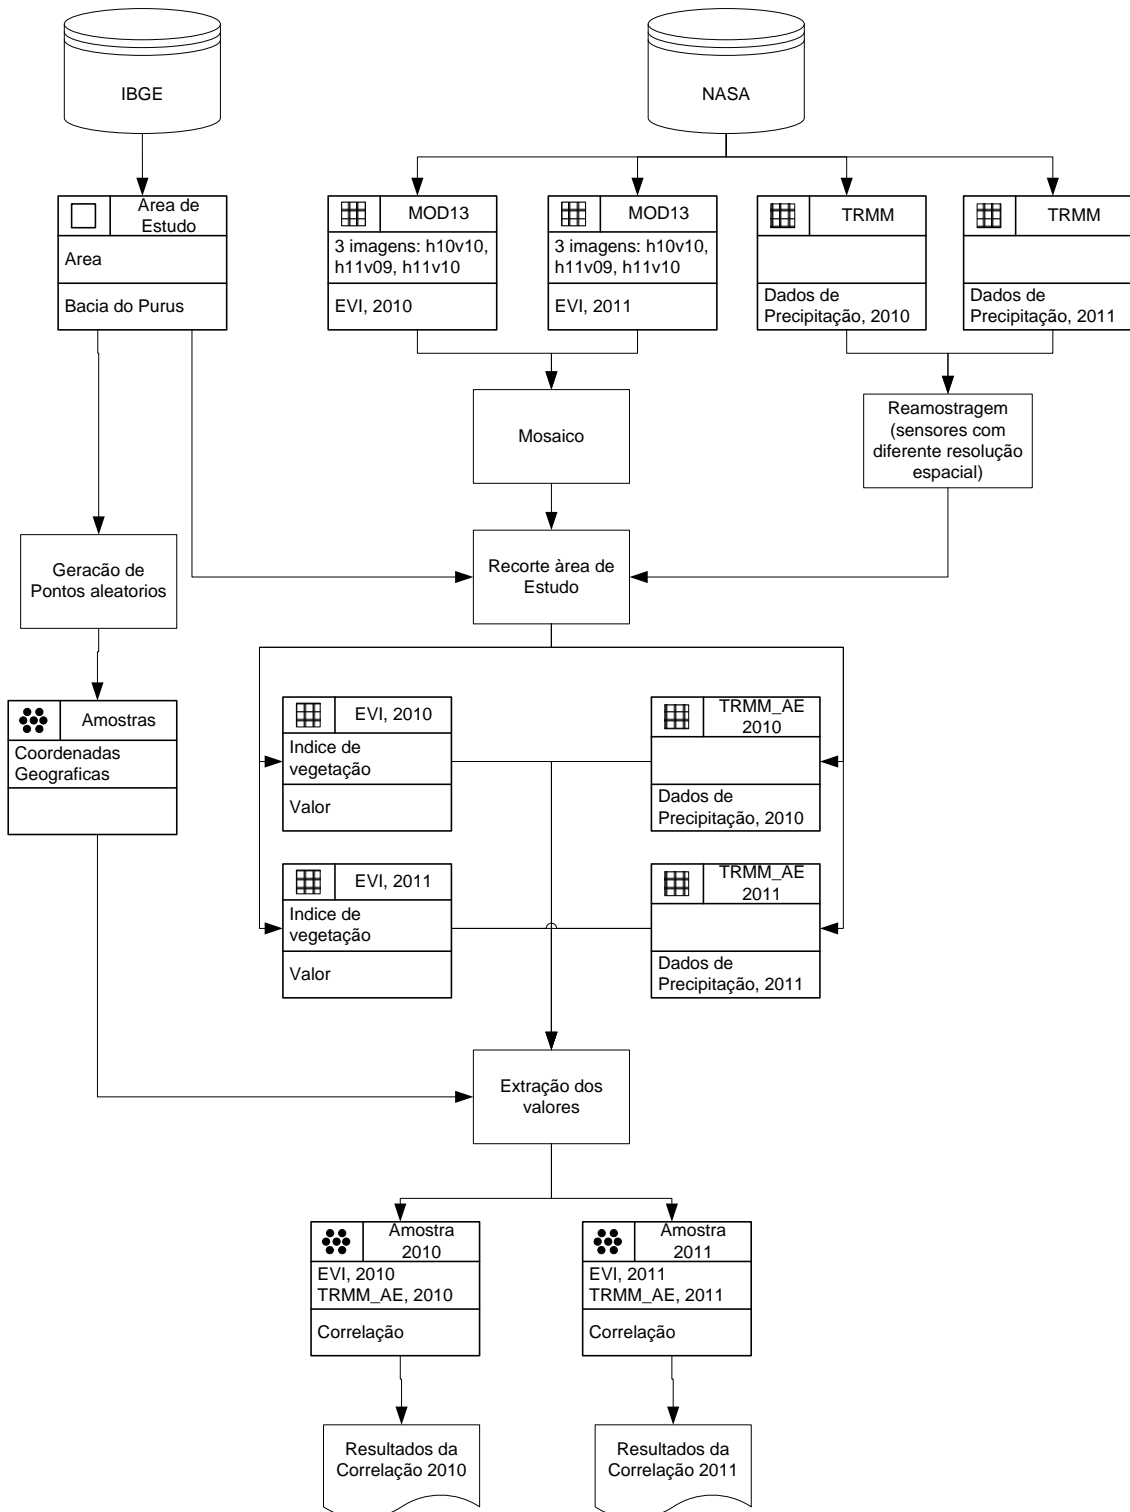 IBGE
NASA
Area de
Estudo
Area
Bacia do Purus
MOD13
3 imagens: h10v10,
h11v09, h11v10
EVI, 2010
MOD13
3 imagens: h10v10,
h11v09, h11v10
EVI, 2011
TRMM
Dados de
Precipitação, 2010
TRMM
Dados de
Precipitação, 2011
Mosaico
Reamostragem
(sensores com
diferente resolução
espacial)
Geracão de
Pontos aleatorios
Recorte àrea de
Estudo
Amostras
Coordenadas
Geograficas
EVI, 2010
Indice de
vegetação
Valor
TRMM_AE
2010
Dados de
Precipitação, 2010
EVI, 2011
Indice de
vegetação
Valor
TRMM_AE
2011
Dados de
Precipitação, 2011
Extração dos
valores
Amostra
2010
EVI, 2010
TRMM_AE, 2010
Correlação
Amostra
2011
EVI, 2011
TRMM_AE, 2011
Correlação
Resultados da
Correlação 2010
Resultados da
Correlação 2011